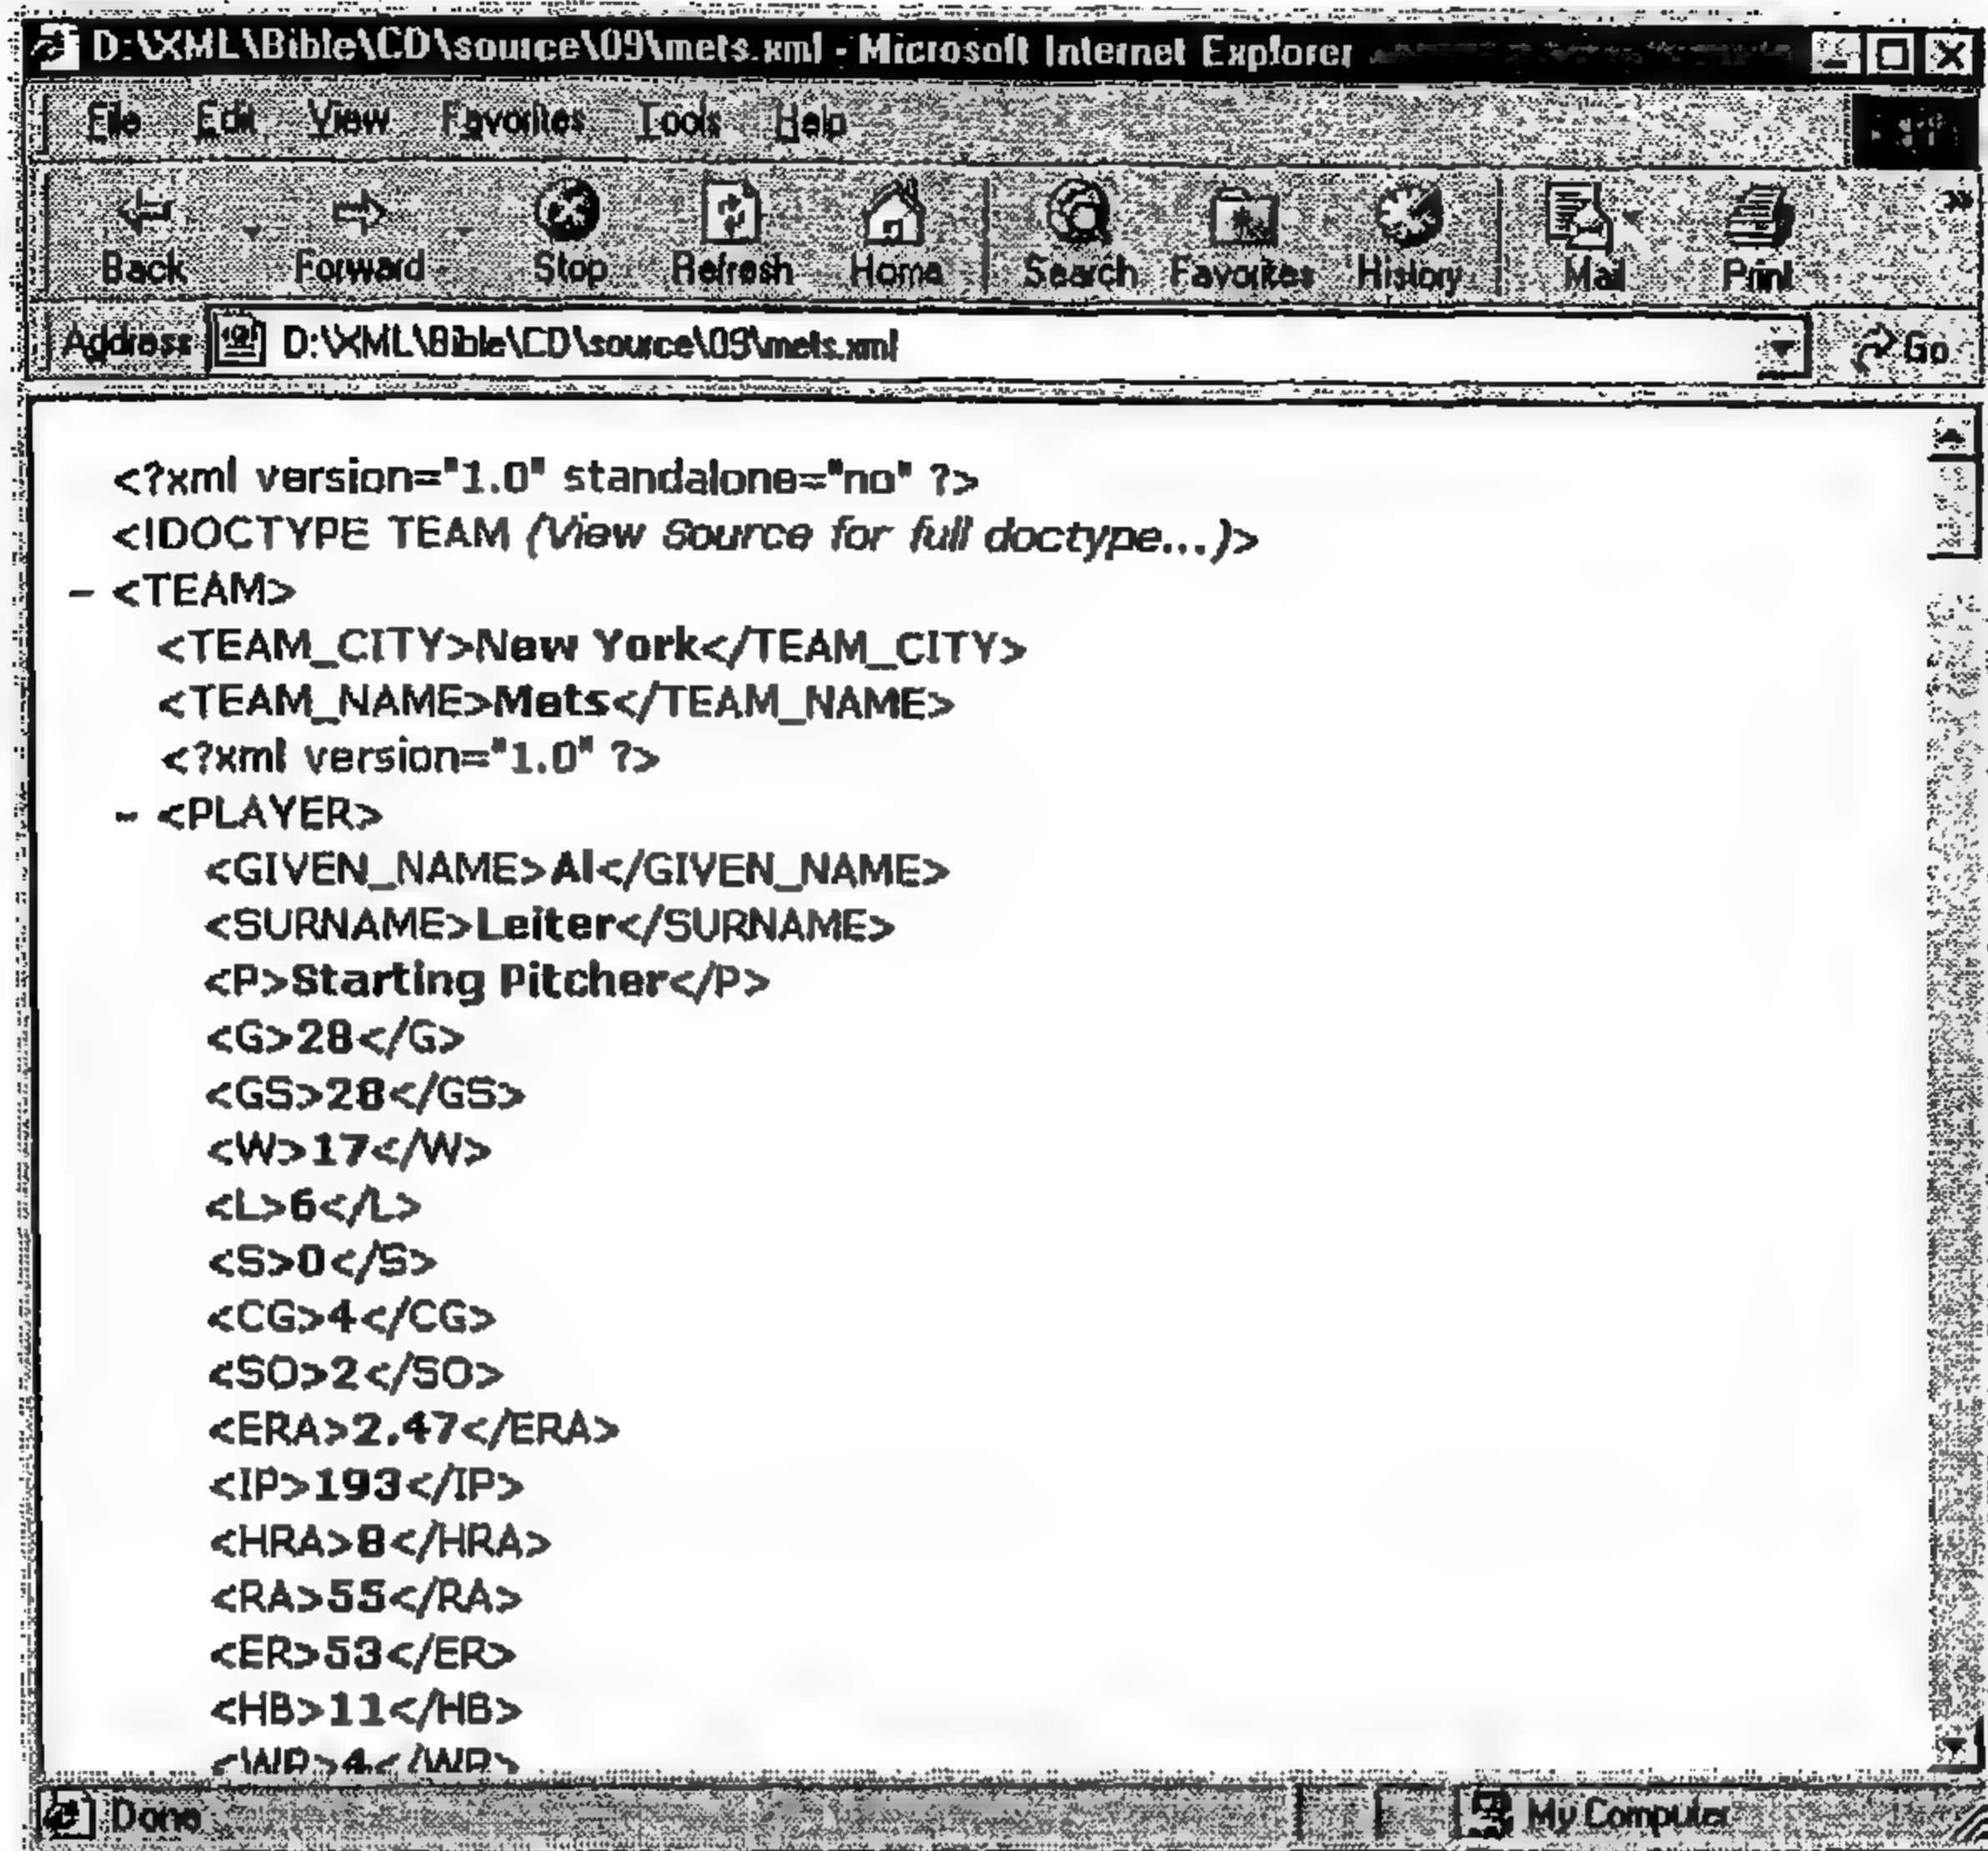 D:\XML\Bible\CD\source\09\mets.xml - Microsoft Internet Explorer
File Edit View Favorites Tools Help
Back Forward Stop Refresh Home Search Favorites History Mail Print »
Address D:\XML\Bible\CD\source\09\mets.xml Go
<?xml version="1.0" standalone="no" ?>
<!DOCTYPE TEAM (View Source for full doctype...)>
- <TEAM>
<TEAM_CITY>New York</TEAM_CITY>
<TEAM_NAME>Mets</TEAM_NAME>
<?xml version="1.0" ?>
- <PLAYER>
<GIVEN_NAME>Al</GIVEN_NAME>
<SURNAME>Leiter</SURNAME>
<P>Starting Pitcher</P>
<G>28</G>
<GS>28</GS>
<W>17</W>
<L>6</L>
<S>0</S>
<CG>4</CG>
<SO>2</SO>
<ERA>2.47</ERA>
<IP>193</IP>
<HRA>8</HRA>
<RA>55</RA>
<ER>53</ER>
<HB>11</HB>
<WP>4</WP>
Done My Computer